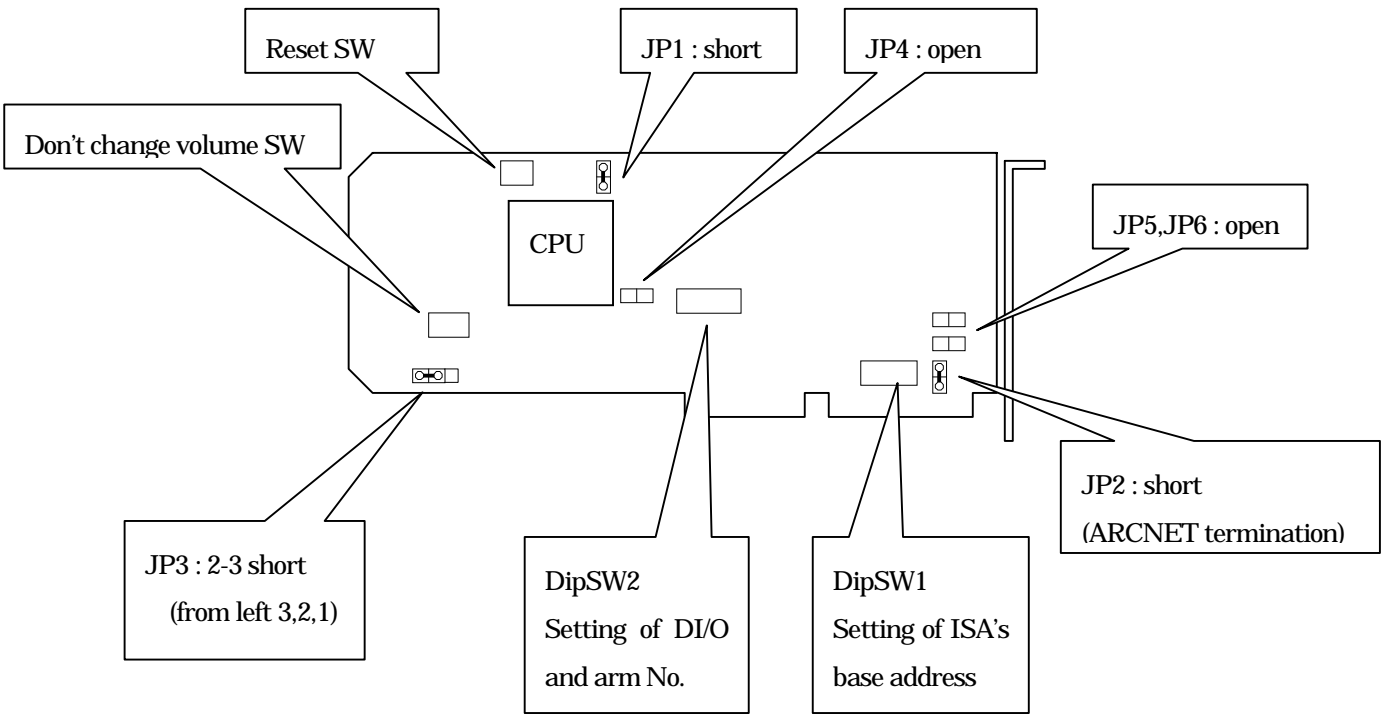 Reset SW
JP1 : short
JP4 : open
Don't change volume SW
CPU
JP5,JP6 : open
JP2 : short
(ARCNET termination)
JP3 : 2-3 short
(from left 3,2,1)
DipSW2
Setting of DI/O
and arm No.
DipSW1
Setting of ISA's
base address